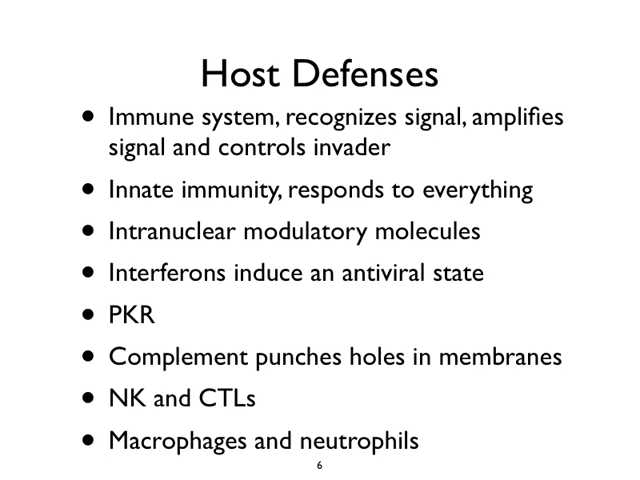 Host Defenses
• Immune system, recognizes signal, amplifies
signal and controls invader
• Innate immunity, responds to everything
• Intranuclear modulatory molecules
• Interferons induce an antiviral state
• PKR
• Complement punches holes in membranes
• NK and CTLs
• Macrophages and neutrophils
6